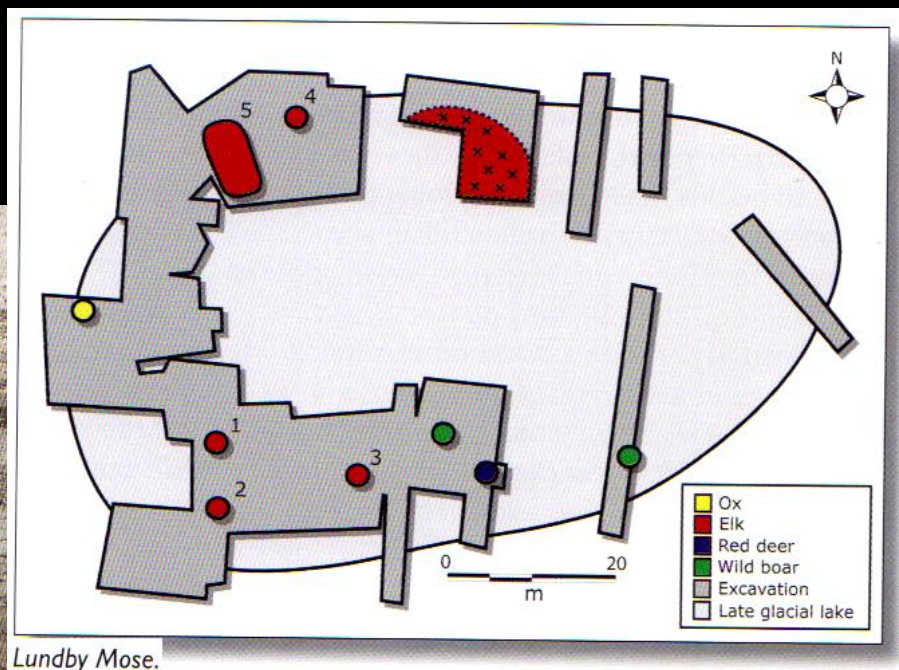 N
4
5
1
3
2
0 20
m
Ox
Elk
Red deer
Wild boar
Excavation
Late glacial lake
Lundby Mose.